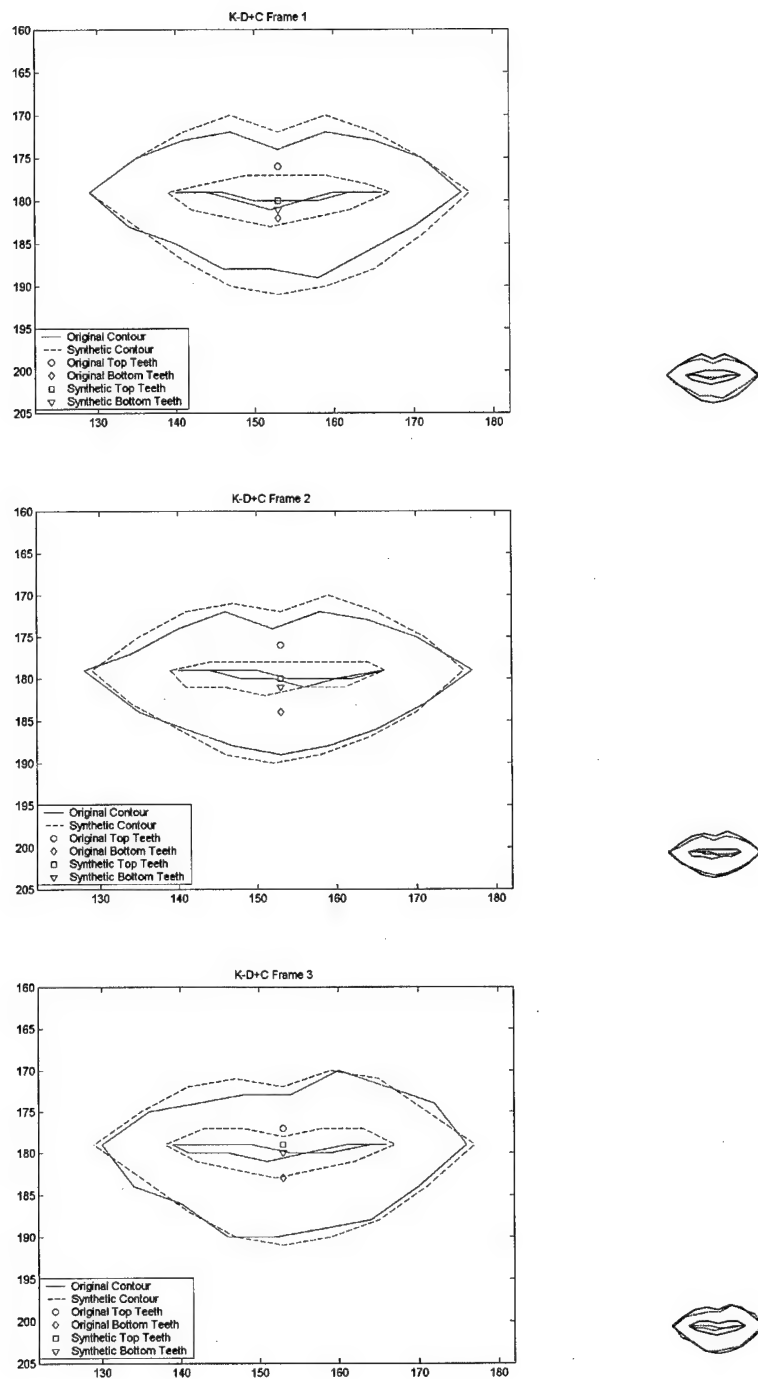 K-D+C Frame 1
160
165
170
175
180
185
190
195
200
205
Original Contour
Synthetic Contour
Original Top Teeth
Original Bottom Teeth
Synthetic Top Teeth
Synthetic Bottom Teeth
130 140 150 160 170 180
K-D+C Frame 2
160
165
170
175
180
185
190
195
200
205
Original Contour
Synthetic Contour
Original Top Teeth
Original Bottom Teeth
Synthetic Top Teeth
Synthetic Bottom Teeth
130 140 150 160 170 180
K-D+C Frame 3
160
165
170
175
180
185
190
195
200
205
Original Contour
Synthetic Contour
Original Top Teeth
Original Bottom Teeth
Synthetic Top Teeth
Synthetic Bottom Teeth
130 140 150 160 170 180